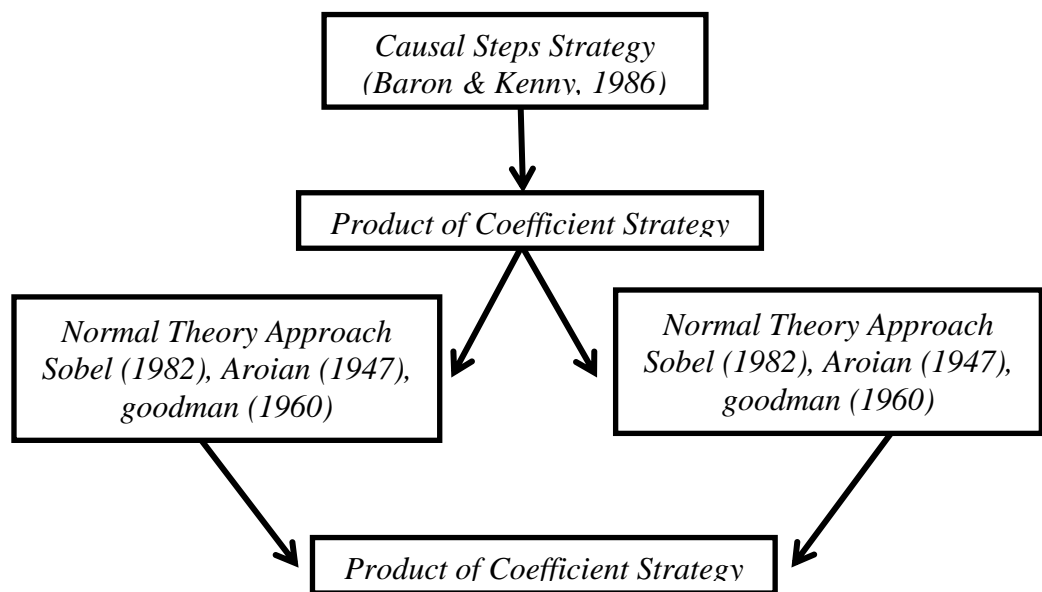 Causal Steps Strategy
(Baron & Kenny, 1986)
Product of Coefficient Strategy
Normal Theory Approach
Sobel (1982), Aroian (1947),
goodman (1960)
Normal Theory Approach
Sobel (1982), Aroian (1947),
goodman (1960)
Product of Coefficient Strategy